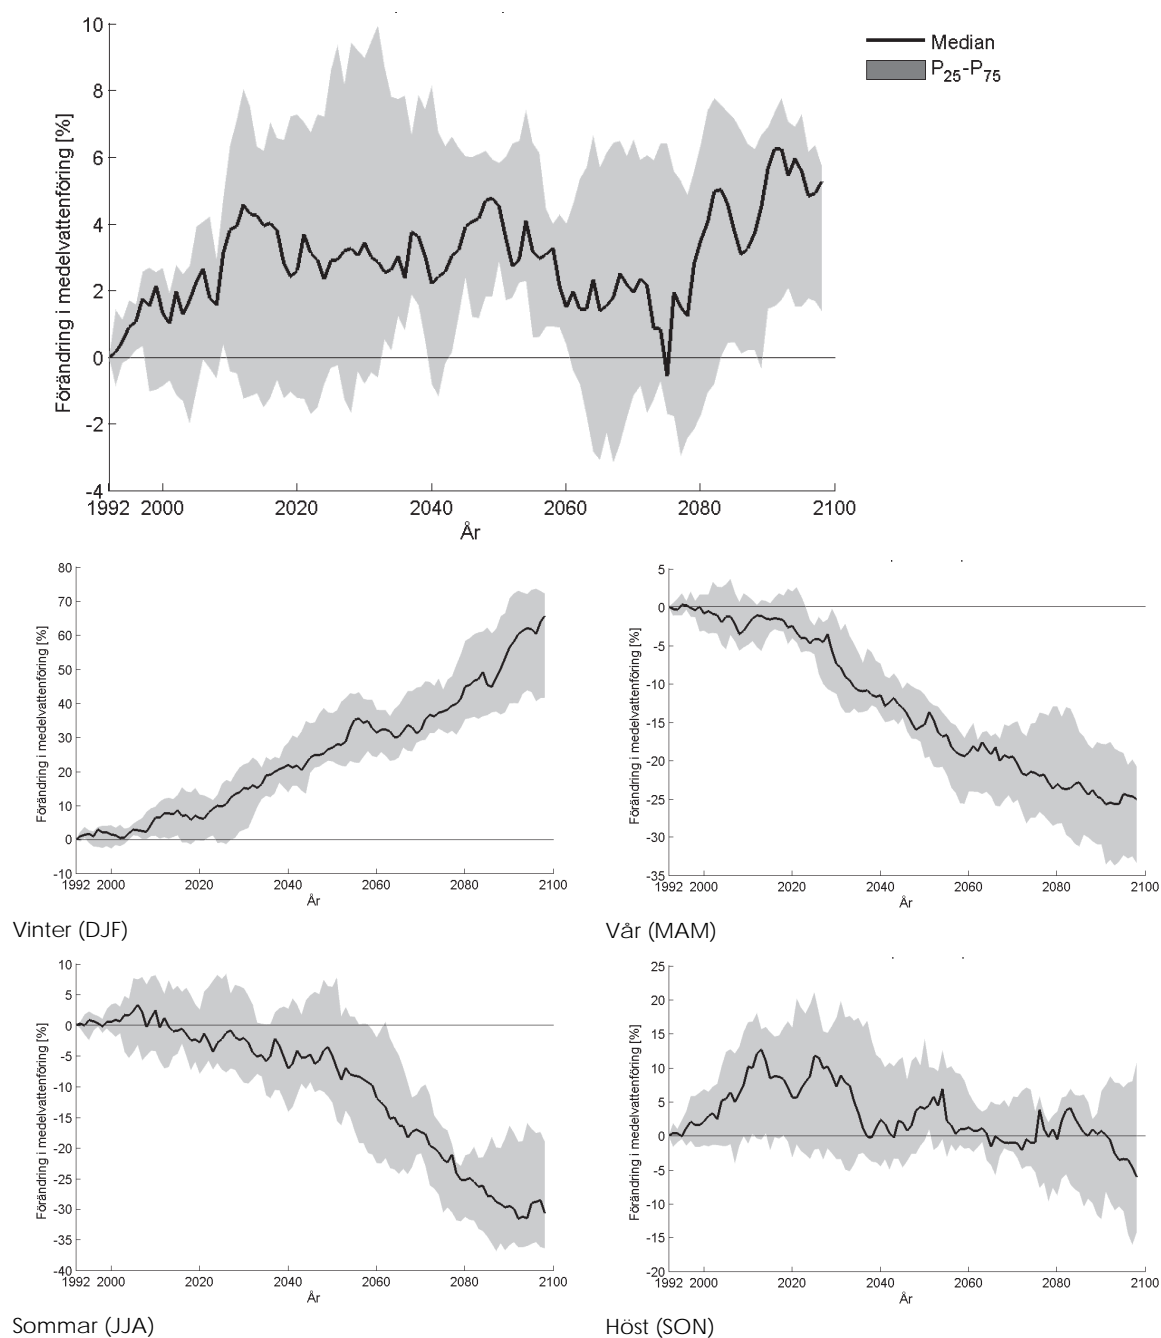 Median
P25-P75
Förändring i medelvattenföring [%]
10
8
6
4
2
0
-2
-4
1992 2000 2020 2040 2060 2080 2100
År
Förändring i medelvattenföring [%]
80
70
60
50
40
30
20
10
0
-10
1992 2000 2020 2040 2060 2080 2100
År
Vinter (DJF)
Förändring i medelvattenföring [%]
5
0
-5
-10
-15
-20
-25
-30
-35
1992 2000 2020 2040 2060 2080 2100
År
Vår (MAM)
Förändring i medelvattenföring [%]
10
5
0
-5
-10
-15
-20
-25
-30
-35
-40
1992 2000 2020 2040 2060 2080 2100
År
Sommar (JJA)
Förändring i medelvattenföring [%]
25
20
15
10
5
0
-5
-10
-15
-20
1992 2000 2020 2040 2060 2080 2100
År
Höst (SON)